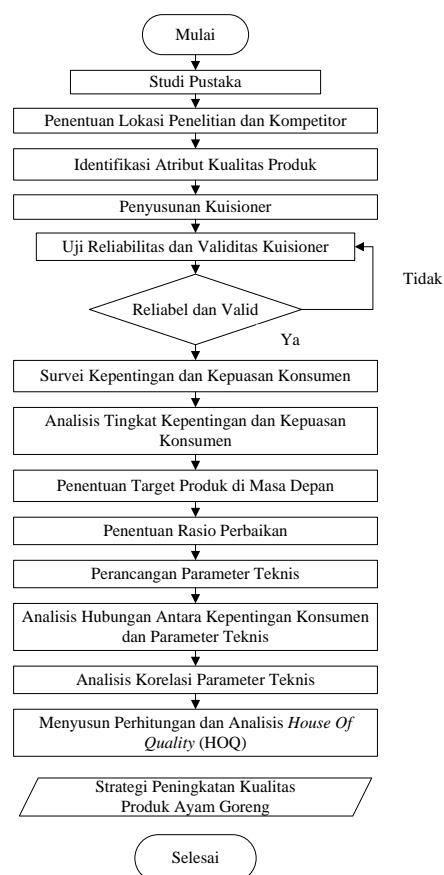 Mulai
Studi Pustaka
Penentuan Lokasi Penelitian dan Kompetitor
Identifikasi Atribut Kualitas Produk
Penyusunan Kuisioner
Uji Reliabilitas dan Validitas Kuisioner
Tidak
Reliabel dan Valid
Ya
Survei Kepentingan dan Kepuasan Konsumen
Analisis Tingkat Kepentingan dan Kepuasan
Konsumen
Penentuan Target Produk di Masa Depan
Penentuan Rasio Perbaikan
Perancangan Parameter Teknis
Analisis Hubungan Antara Kepentingan Konsumen
dan Parameter Teknis
Analisis Korelasi Parameter Teknis
Menyusun Perhitungan dan Analisis House Of
Quality (HOQ)
Strategi Peningkatan Kualitas
Produk Ayam Goreng
Selesai